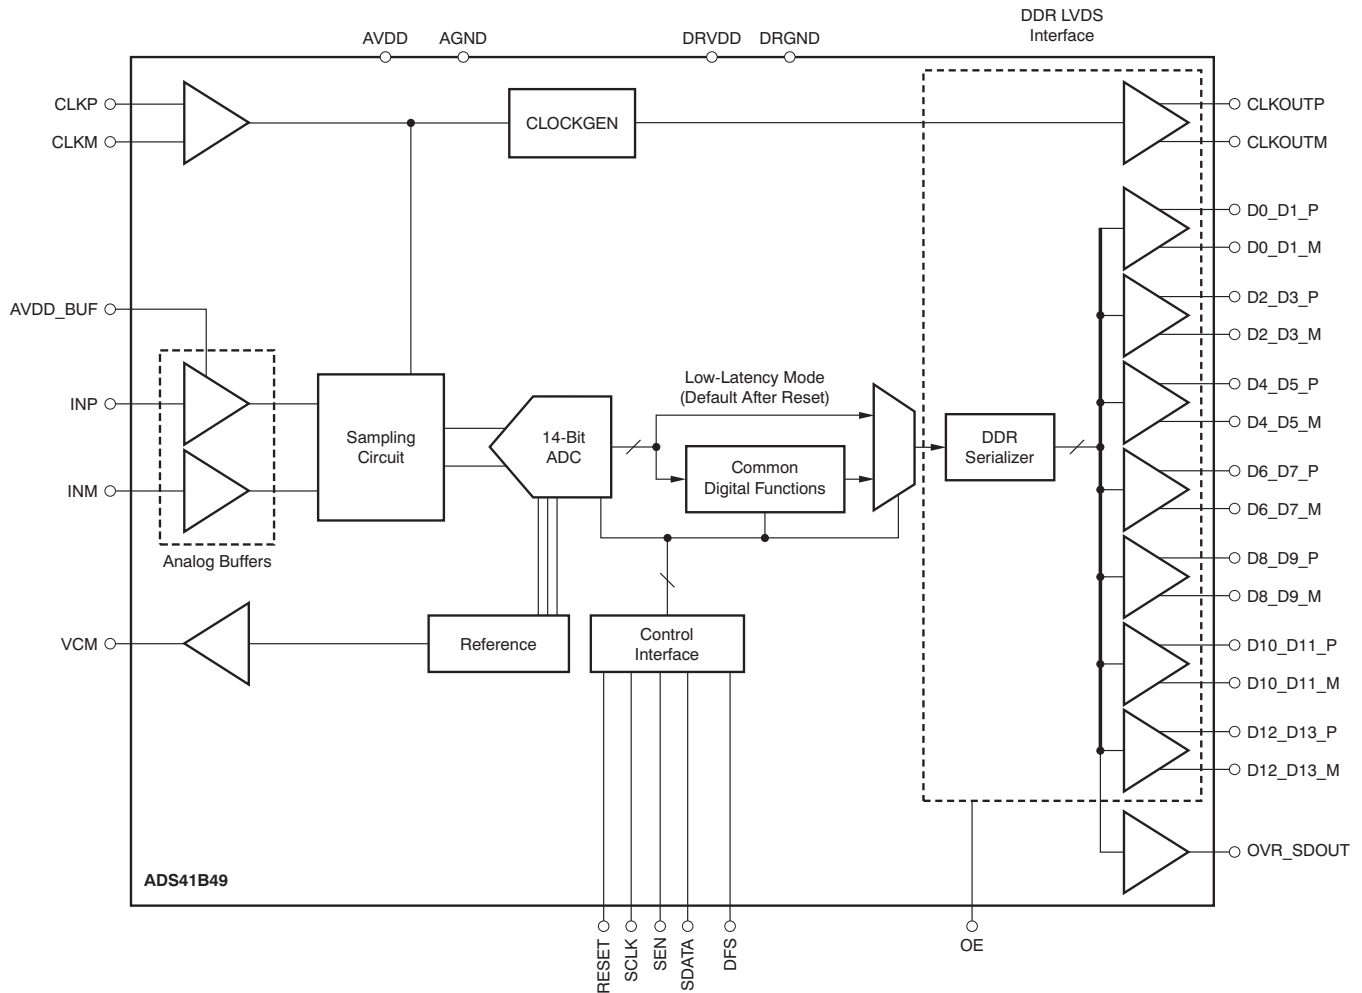 DDR LVDS
Interface
AVDD
AGND
DRVDD
DRGND
CLKP
CLKM
CLOCKGEN
CLKOUTP
CLKOUTM
D0_D1_P
D0_D1_M
AVDD_BUF
D2_D3_P
D2_D3_M
INP
INM
Analog Buffers
Sampling
Circuit
14-Bit
ADC
Low-Latency Mode
(Default After Reset)
Common
Digital Functions
DDR
Serializer
D4_D5_P
D4_D5_M
D6_D7_P
D6_D7_M
D8_D9_P
D8_D9_M
VCM
Reference
Control
Interface
D10_D11_P
D10_D11_M
D12_D13_P
D12_D13_M
OVR_SDOUT
ADS41B49
RESET
SCLK
SEN
SDATA
DFS
OE